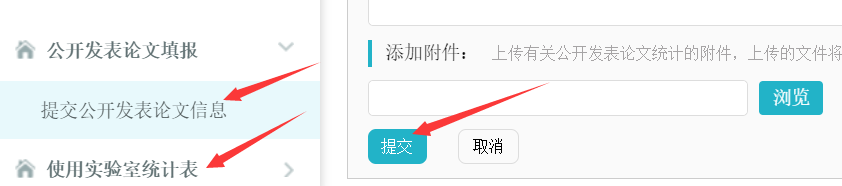 公开发表论文填报
提交公开发表论文信息
使用实验室统计表
添加附件： 上传有关公开发表论文统计的附件，上传的文件将
浏览
提交 取消